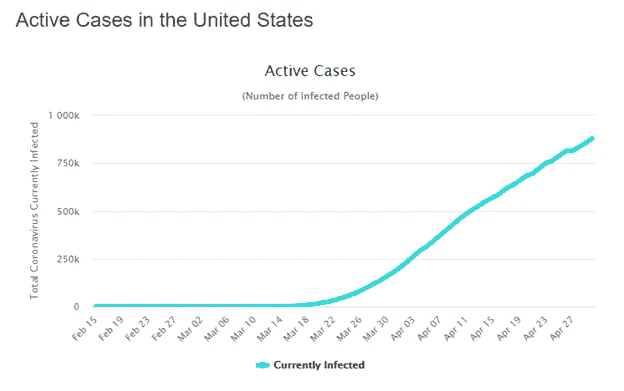 Active Cases in the United States
Active Cases
(Number of Infected People)
Total Coronavirus Currently Infected
1 000k
750k
500k
250k
0
Feb 15
Feb 19
Feb 23
Feb 27
Mar 02
Mar 06
Mar 10
Mar 14
Mar 18
Mar 22
Mar 26
Mar 30
Apr 03
Apr 07
Apr 11
Apr 15
Apr 19
Apr 23
Apr 27
Currently Infected